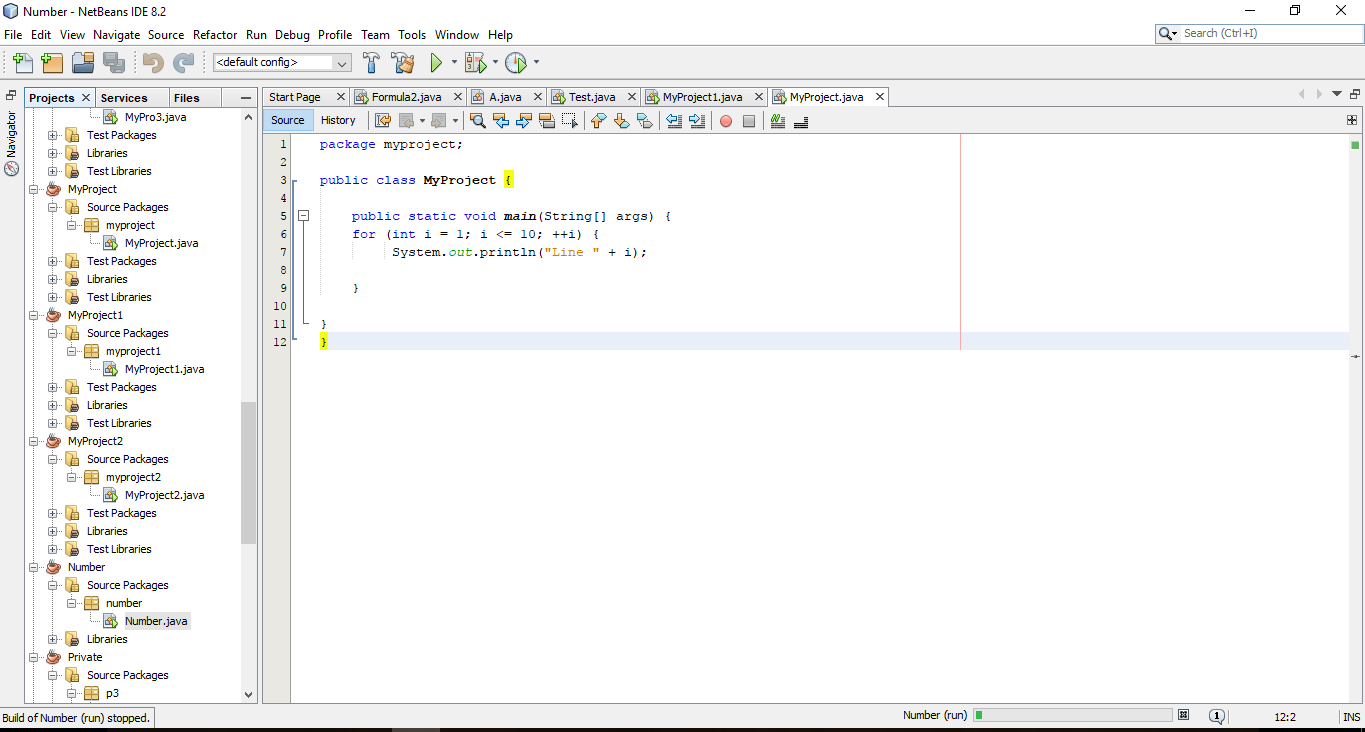 Number - NetBeans IDE 8.2
File Edit View Navigate Source Refactor Run Debug Profile Team Tools Window Help
Search (Ctrl+I)
<default config>
Projects Services Files
Start Page Formula2.java A.java Test.java MyProject1.java MyProject.java
Navigator
Source History
MyPro3.java
Test Packages
Libraries
Test Libraries
MyProject
Source Packages
myproject
MyProject.java
Test Packages
Libraries
Test Libraries
MyProject1
Source Packages
myproject1
MyProject1.java
Test Packages
Libraries
Test Libraries
MyProject2
Source Packages
myproject2
MyProject2.java
Test Packages
Libraries
Test Libraries
Number
Source Packages
number
Number.java
Libraries
Private
Source Packages
p3
1 package myproject;
2
3 public class MyProject {
4
5 public static void main(String[] args) {
6 for (int i = 1; i <= 10; ++i) {
7 System.out.println("Line " + i);
8
9 }
10
11 }
12 }
Build of Number (run) stopped.
Number (run)
1
12:2
INS